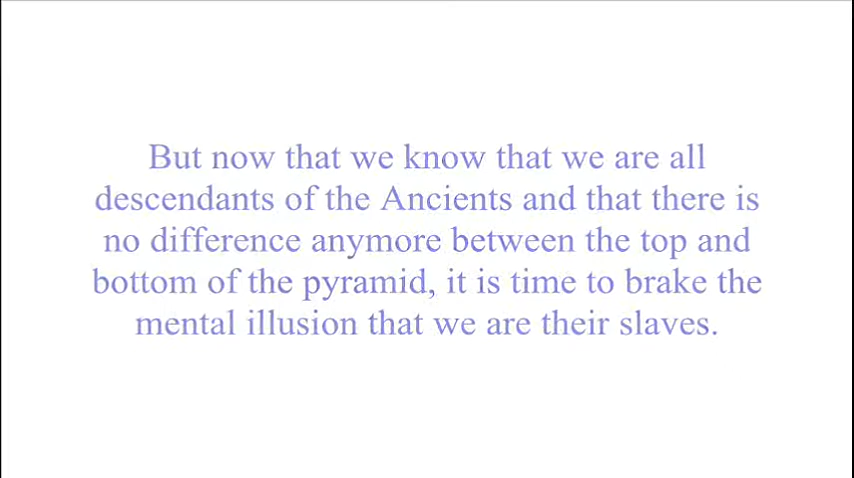 But now that we know that we are all
descendants of the Ancients and that there is
no difference anymore between the top and
bottom of the pyramid, it is time to brake the
mental illusion that we are their slaves.